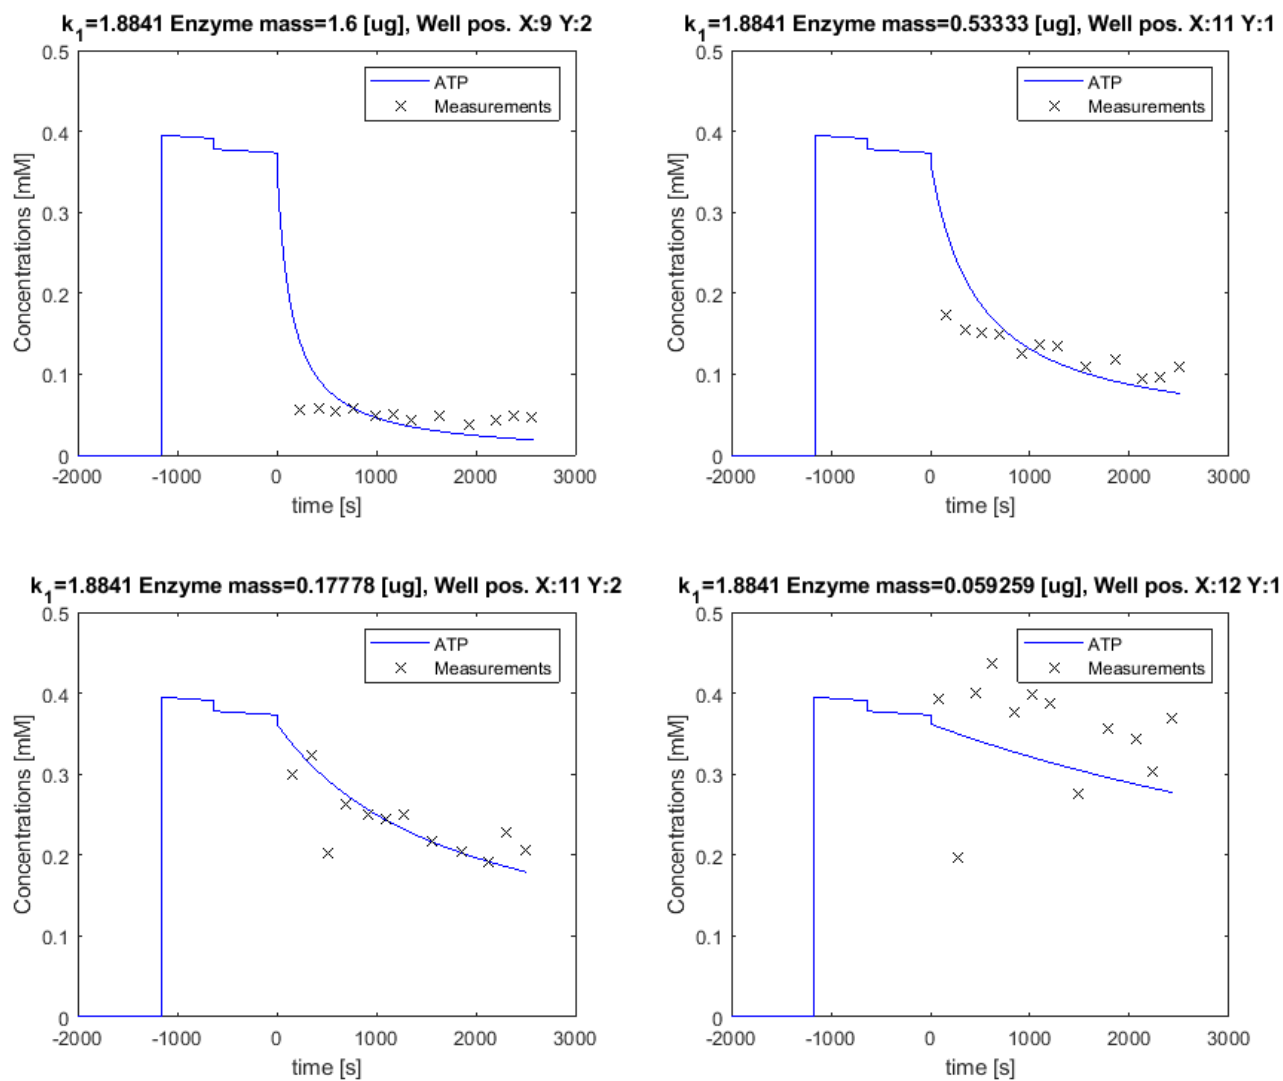 k1=1.8841 Enzyme mass=1.6 [ug], Well pos. X:9 Y:2
0.5
0.4
0.3
0.2
0.1
0
Concentrations [mM]
ATP
Measurements
-2000
-1000
0
1000
2000
3000
time [s]
k1=1.8841 Enzyme mass=0.53333 [ug], Well pos. X:11 Y:1
0.5
0.4
0.3
0.2
0.1
0
Concentrations [mM]
ATP
Measurements
-2000
-1000
0
1000
2000
3000
time [s]
k1=1.8841 Enzyme mass=0.17778 [ug], Well pos. X:11 Y:2
0.5
0.4
0.3
0.2
0.1
0
Concentrations [mM]
ATP
Measurements
-2000
-1000
0
1000
2000
3000
time [s]
k1=1.8841 Enzyme mass=0.059259 [ug], Well pos. X:12 Y:1
0.5
0.4
0.3
0.2
0.1
0
Concentrations [mM]
ATP
Measurements
-2000
-1000
0
1000
2000
3000
time [s]